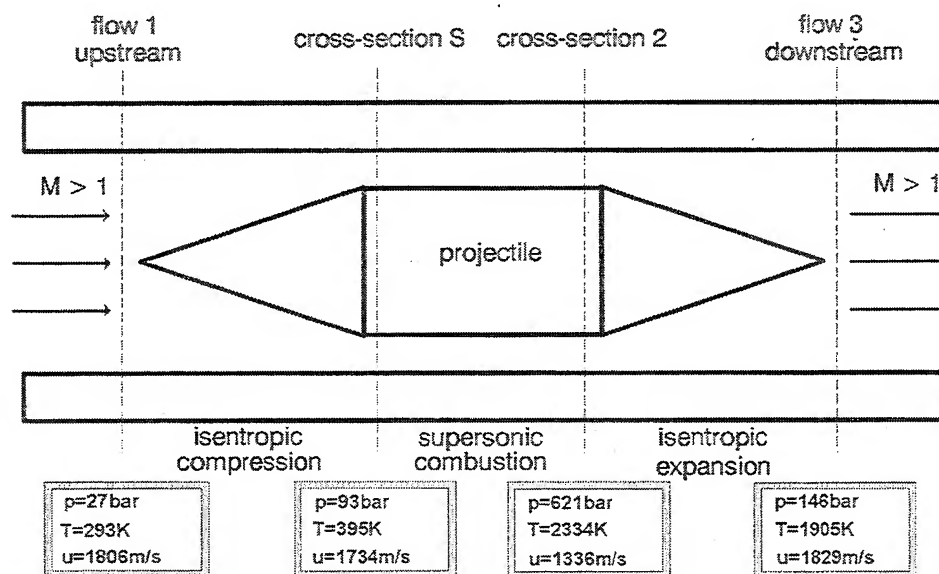 flow 1
upstream
cross-section S
cross-section 2
flow 3
downstream
M > 1
M > 1
projectile
isentropic
compression
supersonic
combustion
isentropic
expansion
p=27bar
T=293K
u=1806m/s
p=93bar
T=395K
u=1734m/s
p=621bar
T=2334K
u=1336m/s
p=146bar
T=1905K
u=1829m/s